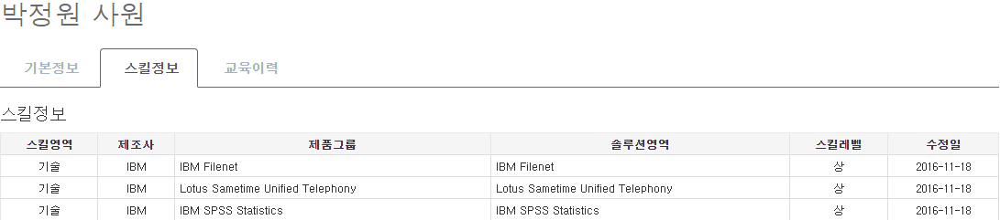 박정원 사원
기본정보 스킬정보 교육이력
스킬정보
스킬영역 제조사 제품그룹 솔루션영역 스킬레벨 수정일
기술 IBM IBM Filenet IBM Filenet 상 2016-11-18
기술 IBM Lotus Sametime Unified Telephony Lotus Sametime Unified Telephony 상 2016-11-18
기술 IBM IBM SPSS Statistics IBM SPSS Statistics 상 2016-11-18